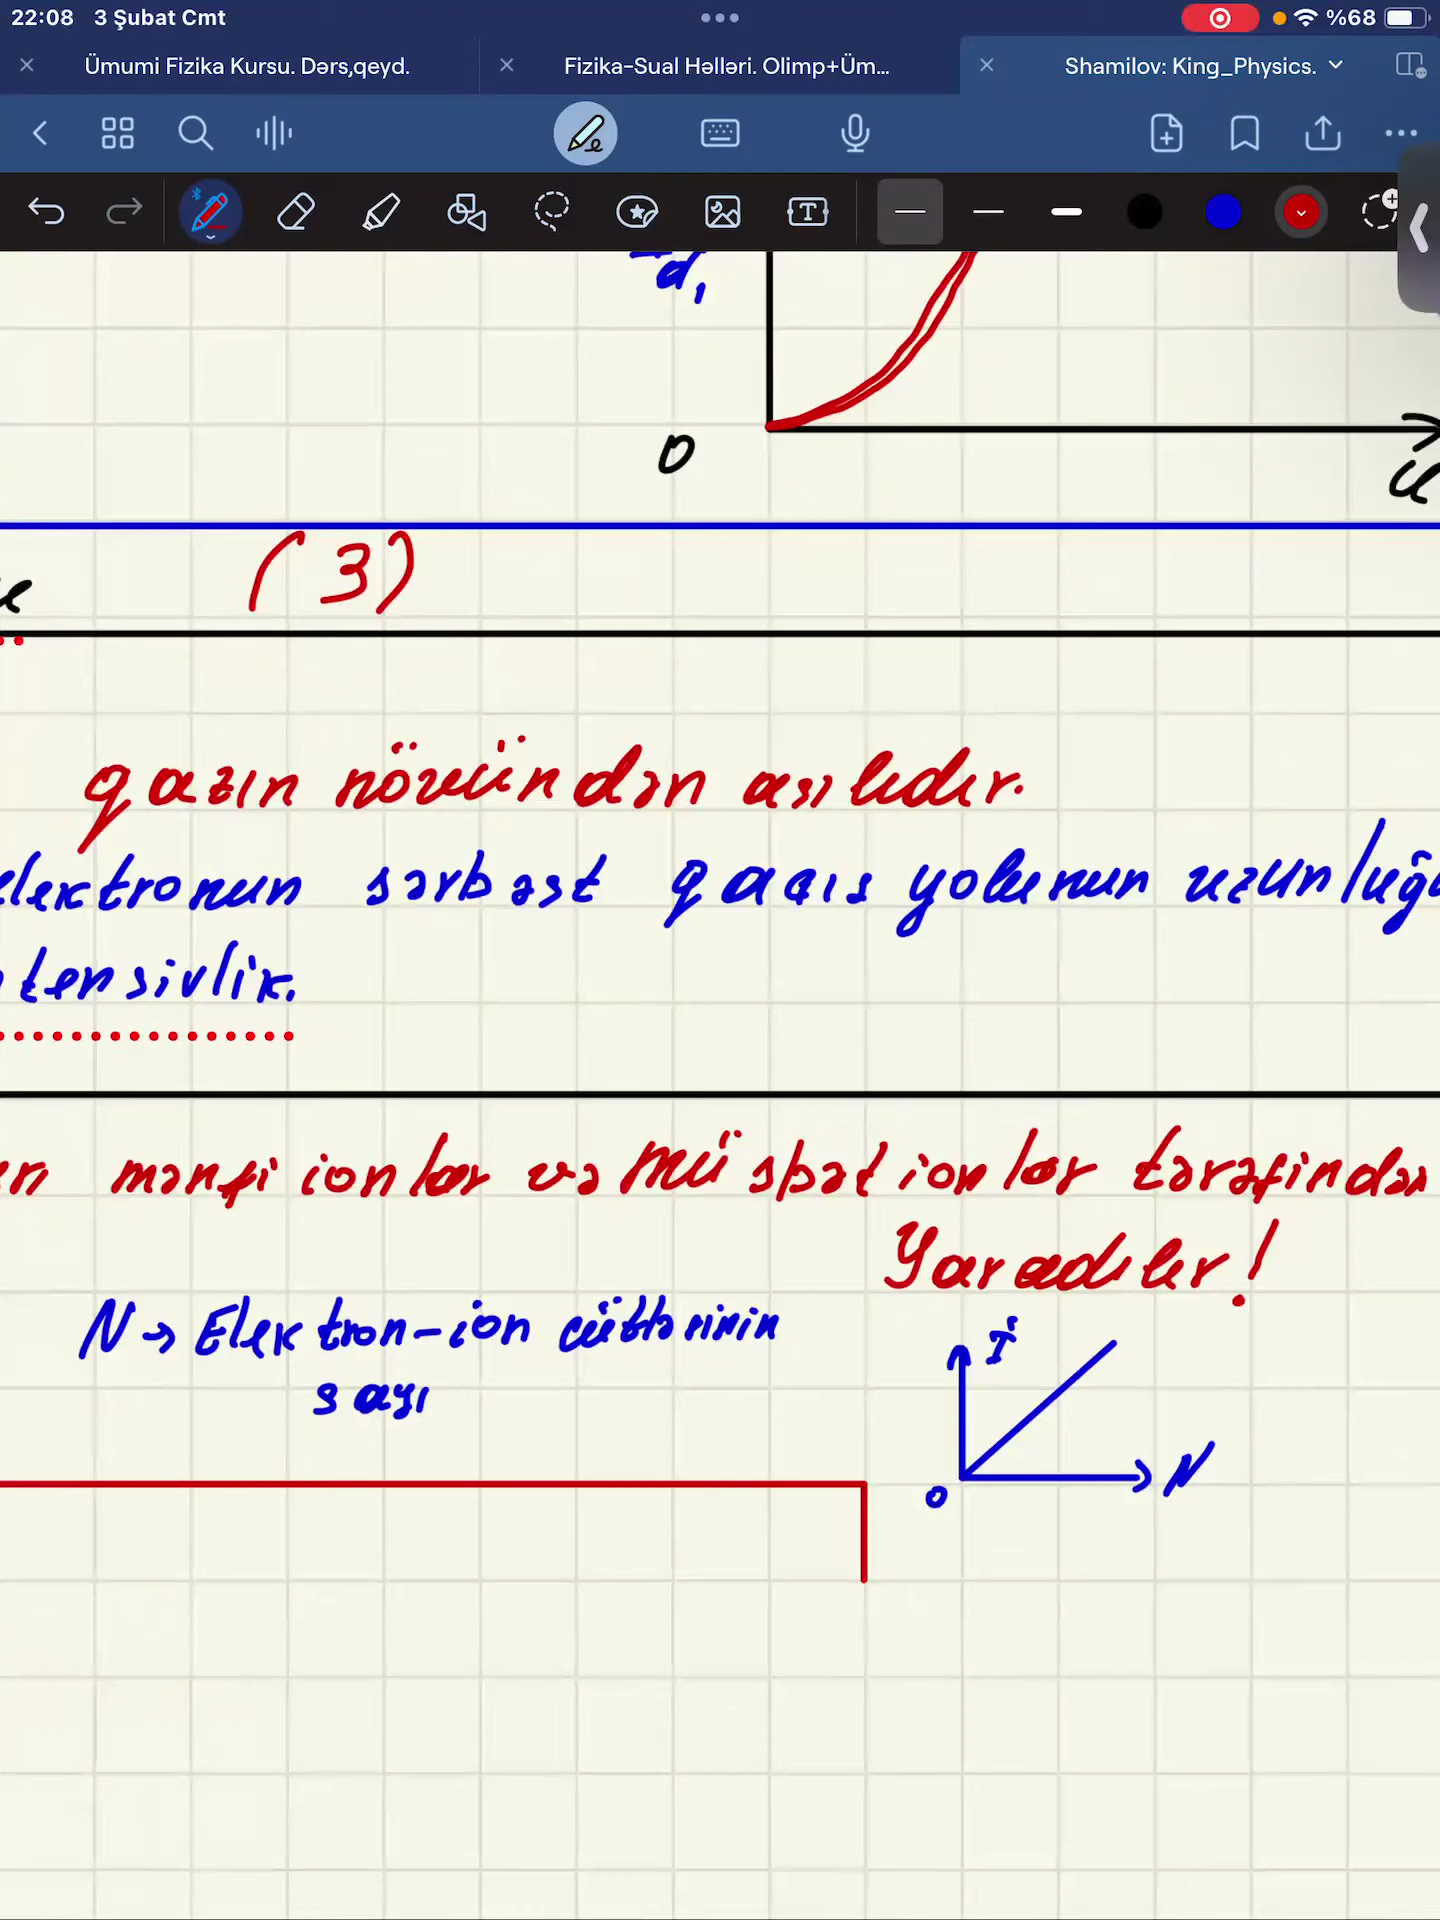 22:08 3 Şubat Cmt %68
Ümumi Fizika Kursu. Dərs,qeyd.
Fizika-Sual Həlləri. Olimp+Üm...
Shamilov: King_Physics.
d₁
0
u
(3)
qazın növündən asılıdır.
elektronun sərbəst qaçış yolunun uzunluğu
tensivlik.
mənfi ionlar və müsbət ionlar tərəfindən
Yaradılır!
N → Elektron-ion cütlərinin
sayı
I
N
0